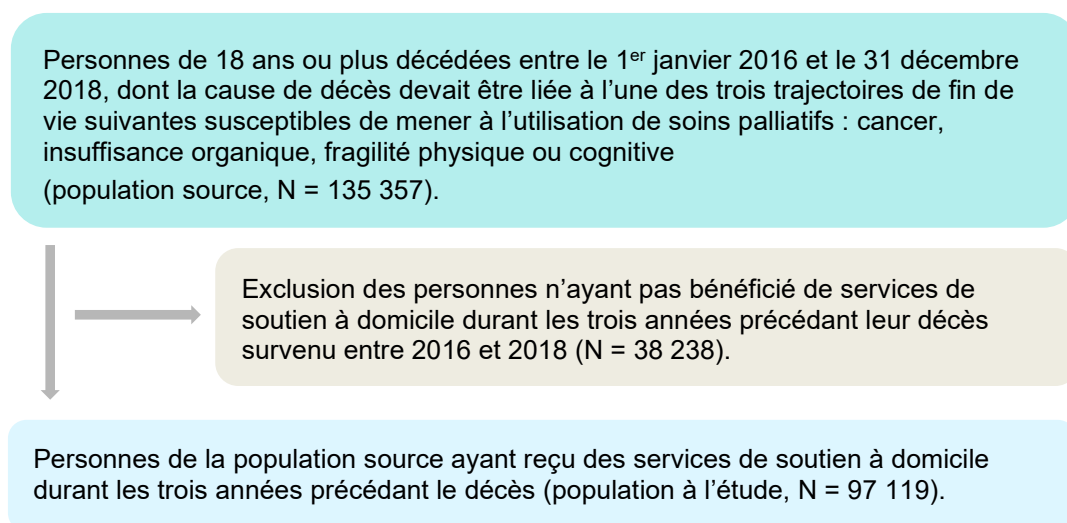 Personnes de 18 ans ou plus décédées entre le 1er janvier 2016 et le 31 décembre
2018, dont la cause de décès devait être liée à l’une des trois trajectoires de fin de
vie suivantes susceptibles de mener à l’utilisation de soins palliatifs : cancer,
insuffisance organique, fragilité physique ou cognitive
(population source, N = 135 357).
Exclusion des personnes n’ayant pas bénéficié de services de
soutien à domicile durant les trois années précédant leur décès
survenu entre 2016 et 2018 (N = 38 238).
Personnes de la population source ayant reçu des services de soutien à domicile
durant les trois années précédant le décès (population à l’étude, N = 97 119).